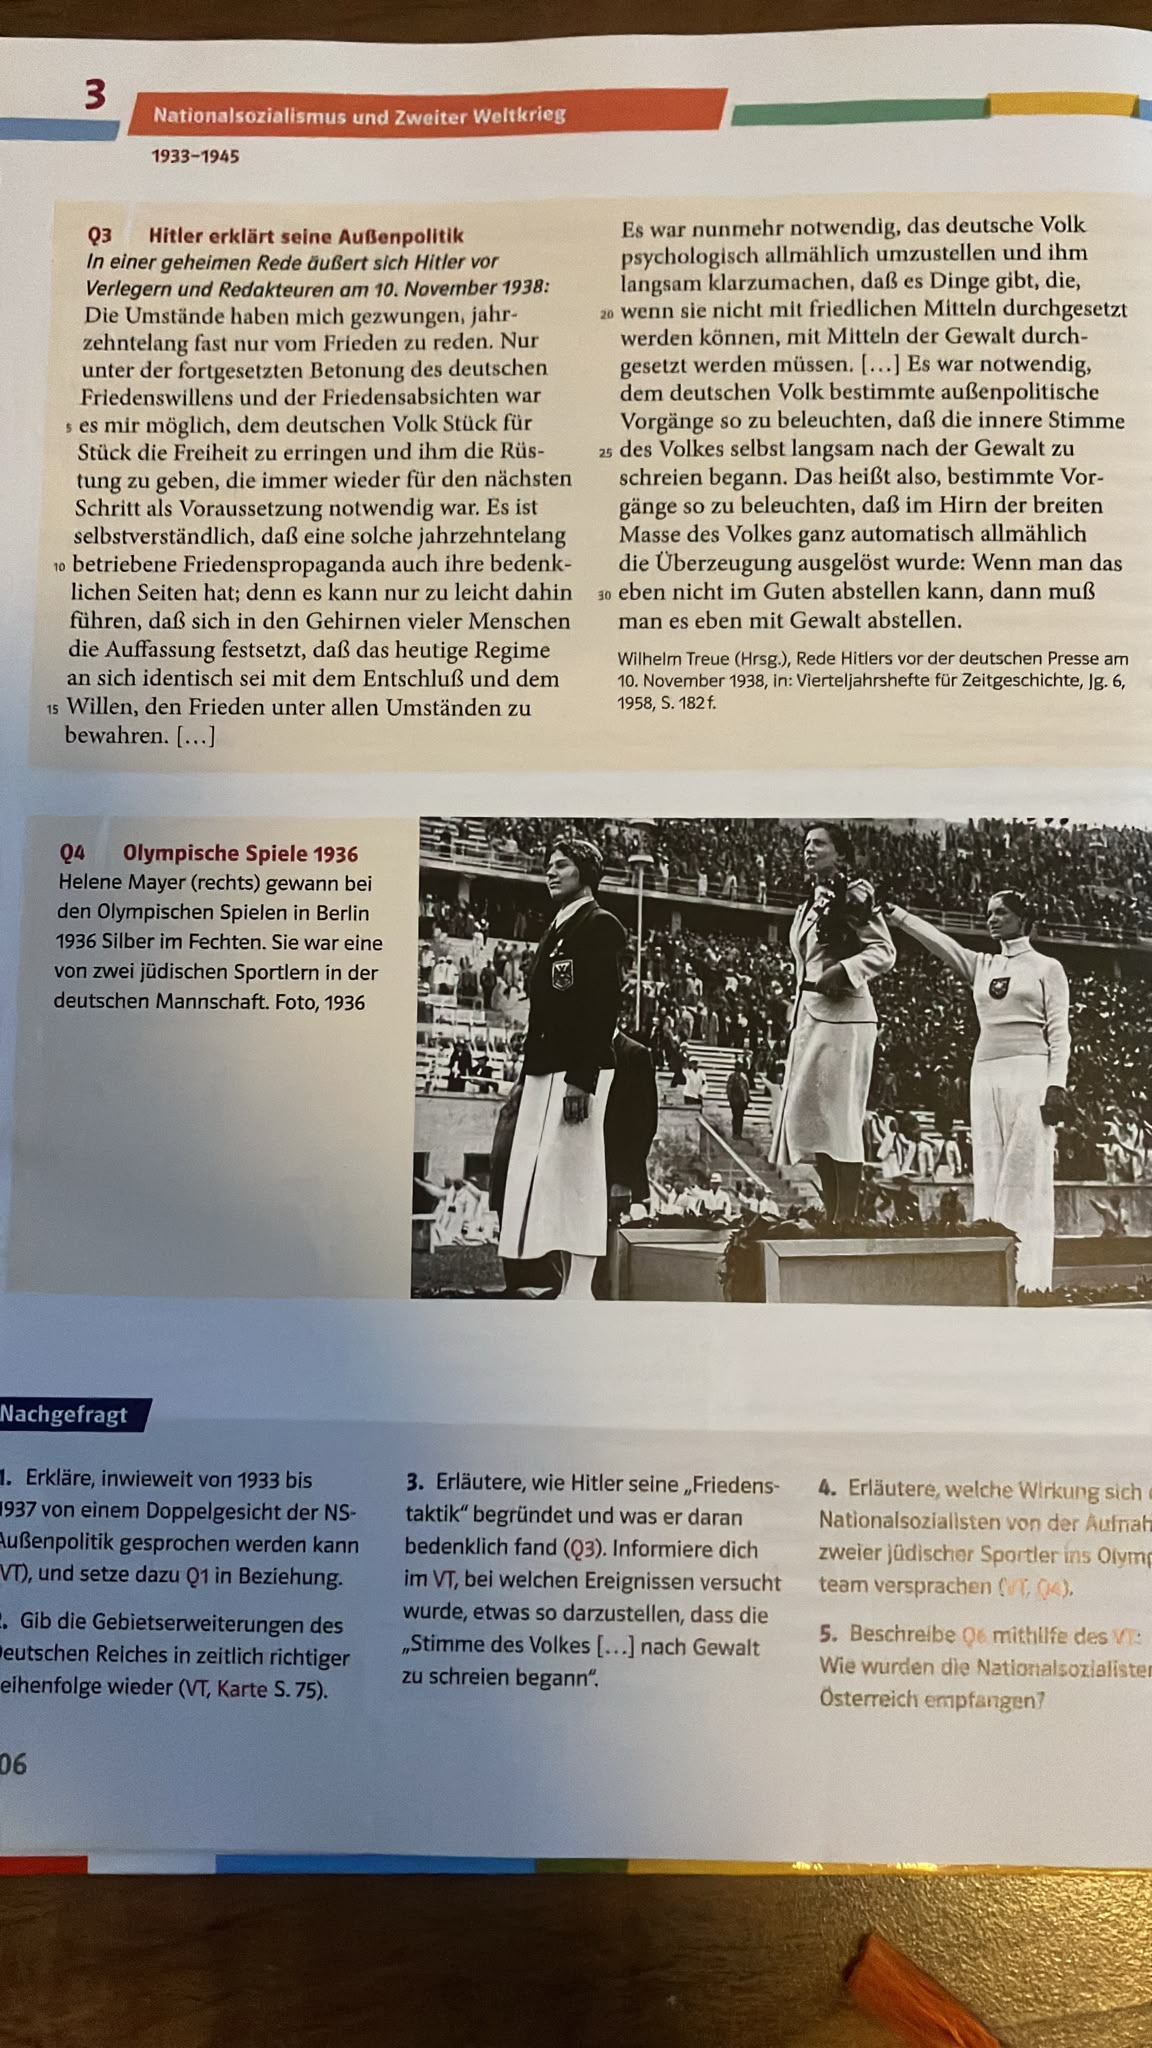 3
Nationalsozialismus und Zweiter Weltkrieg
1933–1945
Q3 Hitler erklärt seine Außenpolitik
In einer geheimen Rede äußert sich Hitler vor
Verlegern und Redakteuren am 10. November 1938:
Die Umstände haben mich gezwungen, jahr-
zehntelang fast nur vom Frieden zu reden. Nur
unter der fortgesetzten Betonung des deutschen
Friedenswillens und der Friedensabsichten war
5 es mir möglich, dem deutschen Volk Stück für
Stück die Freiheit zu erringen und ihm die Rüs-
tung zu geben, die immer wieder für den nächsten
Schritt als Voraussetzung notwendig war. Es ist
selbstverständlich, daß eine solche jahrzehntelang
10 betriebene Friedenspropaganda auch ihre bedenk-
lichen Seiten hat; denn es kann nur zu leicht dahin
führen, daß sich in den Gehirnen vieler Menschen
die Auffassung festsetzt, daß das heutige Regime
an sich identisch sei mit dem Entschluß und dem
15 Willen, den Frieden unter allen Umständen zu
bewahren. […]
Es war nunmehr notwendig, das deutsche Volk
psychologisch allmählich umzustellen und ihm
langsam klarzumachen, daß es Dinge gibt, die,
20 wenn sie nicht mit friedlichen Mitteln durchgesetzt
werden können, mit Mitteln der Gewalt durch-
gesetzt werden müssen. […] Es war notwendig,
dem deutschen Volk bestimmte außenpolitische
Vorgänge so zu beleuchten, daß die innere Stimme
25 des Volkes selbst langsam nach der Gewalt zu
schreien begann. Das heißt also, bestimmte Vor-
gänge so zu beleuchten, daß im Hirn der breiten
Masse des Volkes ganz automatisch allmählich
die Überzeugung ausgelöst wurde: Wenn man das
30 eben nicht im Guten abstellen kann, dann muß
man es eben mit Gewalt abstellen.
Wilhelm Treue (Hrsg.), Rede Hitlers vor der deutschen Presse am
10. November 1938, in: Vierteljahrshefte für Zeitgeschichte, Jg. 6,
1958, S. 182 f.
Q4 Olympische Spiele 1936
Helene Mayer (rechts) gewann bei
den Olympischen Spielen in Berlin
1936 Silber im Fechten. Sie war eine
von zwei jüdischen Sportlern in der
deutschen Mannschaft. Foto, 1936
Nachgefragt
1. Erkläre, inwieweit von 1933 bis
1937 von einem Doppelgesicht der NS-
Außenpolitik gesprochen werden kann
VT), und setze dazu Q1 in Beziehung.
. Gib die Gebietserweiterungen des
Deutschen Reiches in zeitlich richtiger
eihenfolge wieder (VT, Karte S. 75).
3. Erläutere, wie Hitler seine „Friedens-
taktik“ begründet und was er daran
bedenklich fand (Q3). Informiere dich
im VT, bei welchen Ereignissen versucht
wurde, etwas so darzustellen, dass die
„Stimme des Volkes […] nach Gewalt
zu schreien begann“.
4. Erläutere, welche Wirkung sich
Nationalsozialisten von der Aufnah
zweier jüdischer Sportler ins Olymp
team versprachen (VT, Q4).
5. Beschreibe Q6 mithilfe des VT:
Wie wurden die Nationalsozialisten
Österreich empfangen?
06